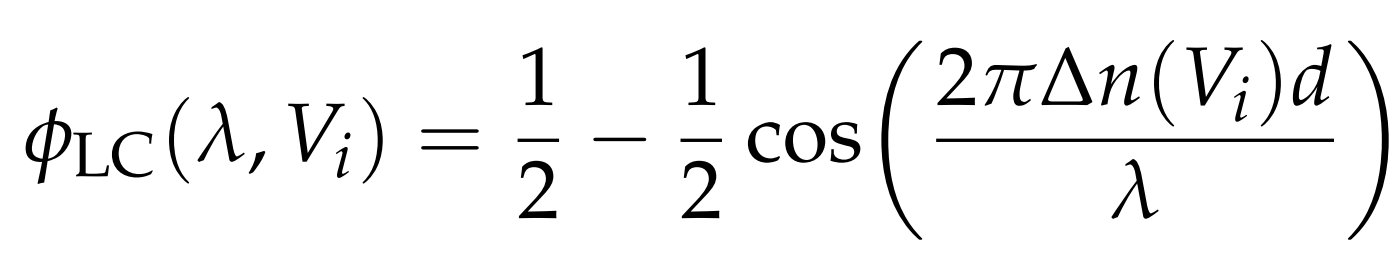 ϕ_LC(λ, V_i) = 1/2 − 1/2 cos(2πΔn(V_i)d / λ)